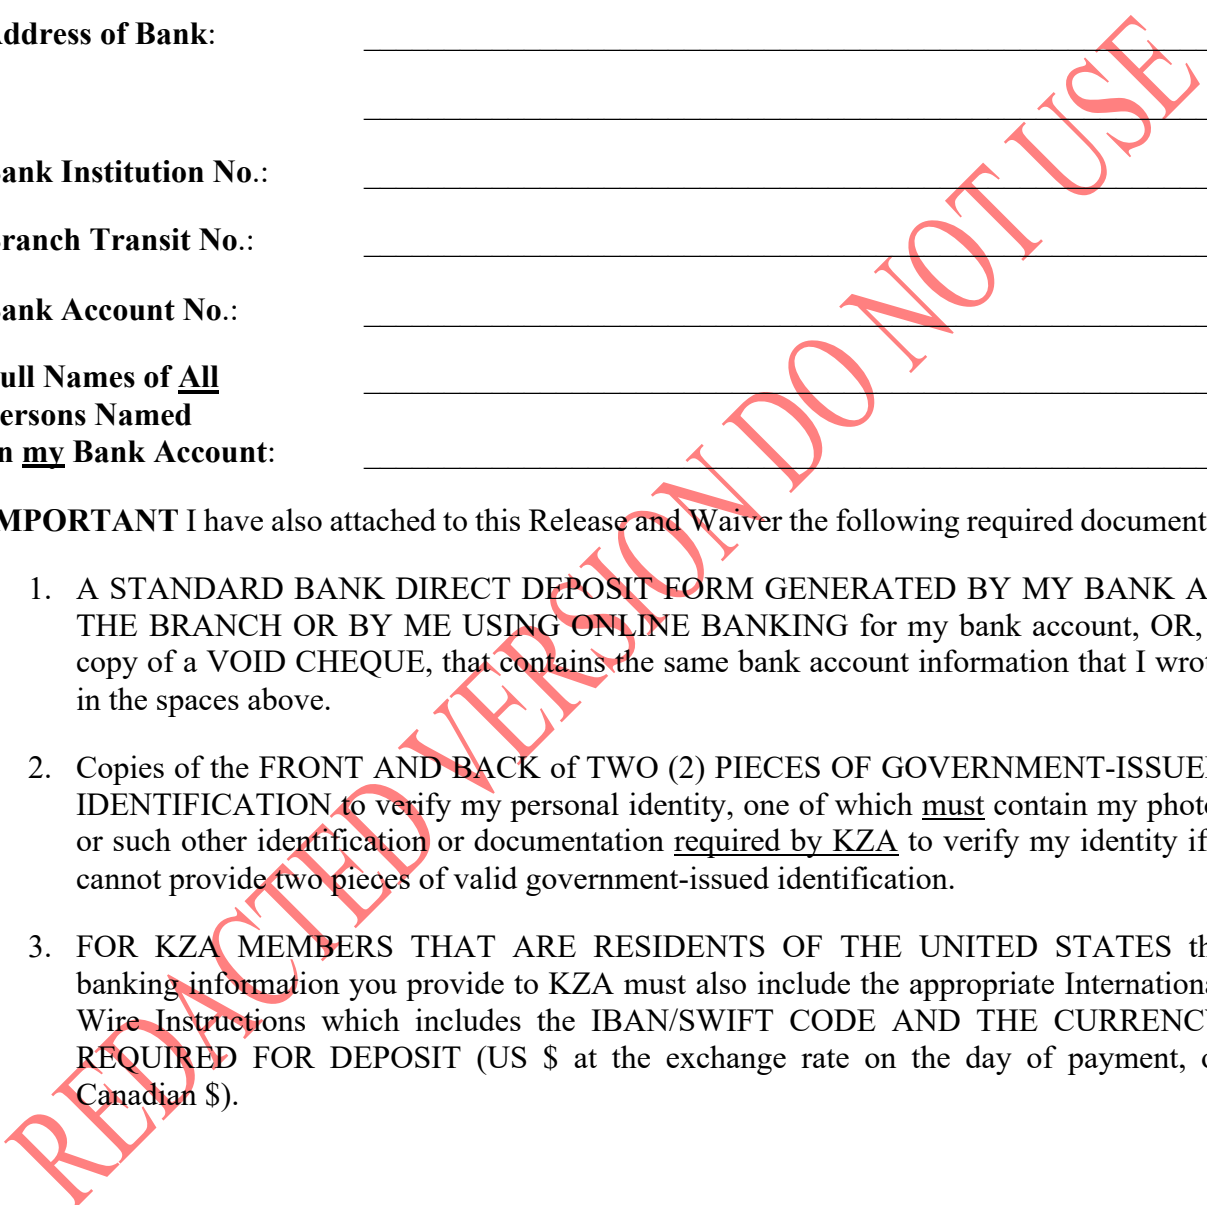 ddress of Bank:
ank Institution No.:
ranch Transit No.:
ank Account No.:
ull Names of All
ersons Named
n my Bank Account:
MPORTANT I have also attached to this Release and Waiver the following required document
1. A STANDARD BANK DIRECT DEPOSIT FORM GENERATED BY MY BANK A
THE BRANCH OR BY ME USING ONLINE BANKING for my bank account, OR,
copy of a VOID CHEQUE, that contains the same bank account information that I wro
in the spaces above.
2. Copies of the FRONT AND BACK of TWO (2) PIECES OF GOVERNMENT-ISSUE
IDENTIFICATION to verify my personal identity, one of which must contain my phot
or such other identification or documentation required by KZA to verify my identity if
cannot provide two pieces of valid government-issued identification.
3. FOR KZA MEMBERS THAT ARE RESIDENTS OF THE UNITED STATES th
banking information you provide to KZA must also include the appropriate Internationa
Wire Instructions which includes the IBAN/SWIFT CODE AND THE CURRENCY
REQUIRED FOR DEPOSIT (US $ at the exchange rate on the day of payment, o
Canadian $).
REDACTED VERSION DO NOT USE